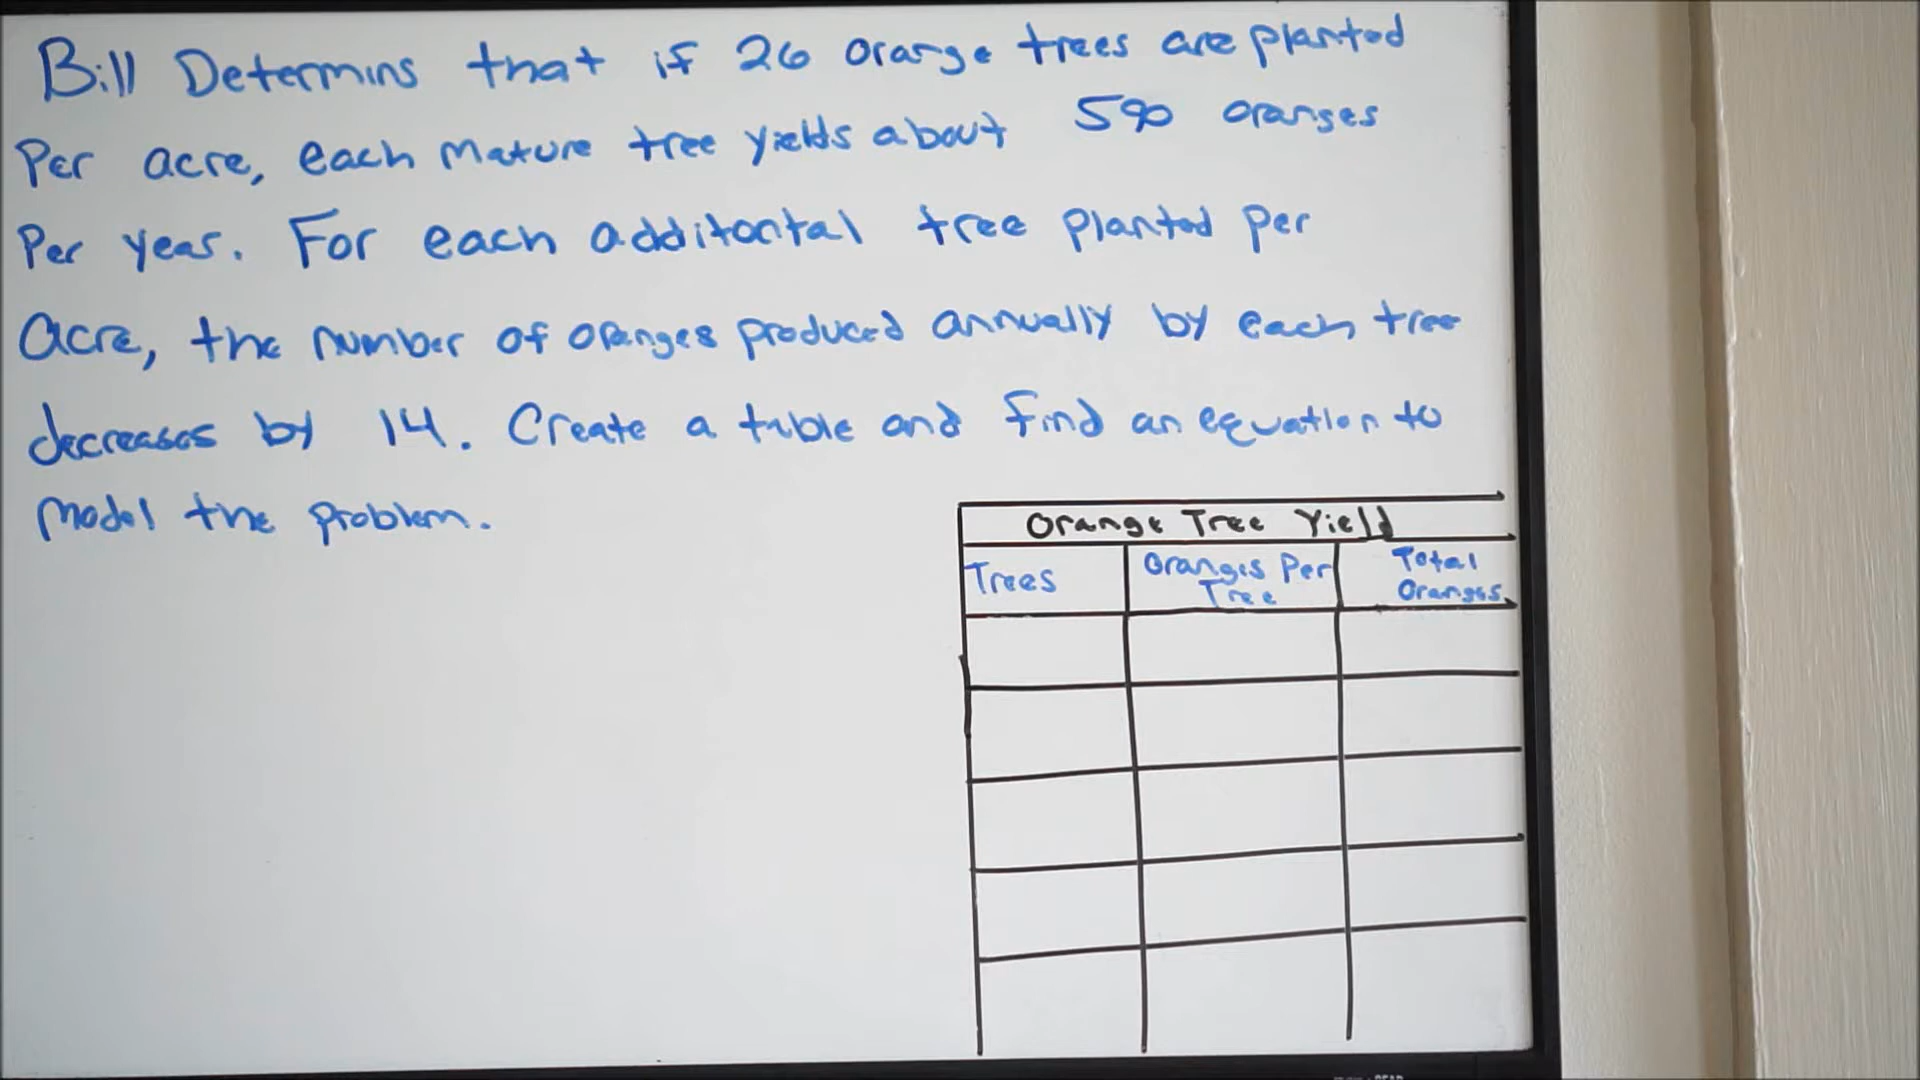 Bill Determins that if 26 orange trees are planted
Per acre, each mature tree yields about 590 oranges
Per year. For each additontal tree planted per
acre, the number of oranges produced annually by each tree
decreases by 14. Create a table and find an equation to
model the problem.
Orange Tree Yield
Trees
Oranges Per
Tree
Total
Oranges